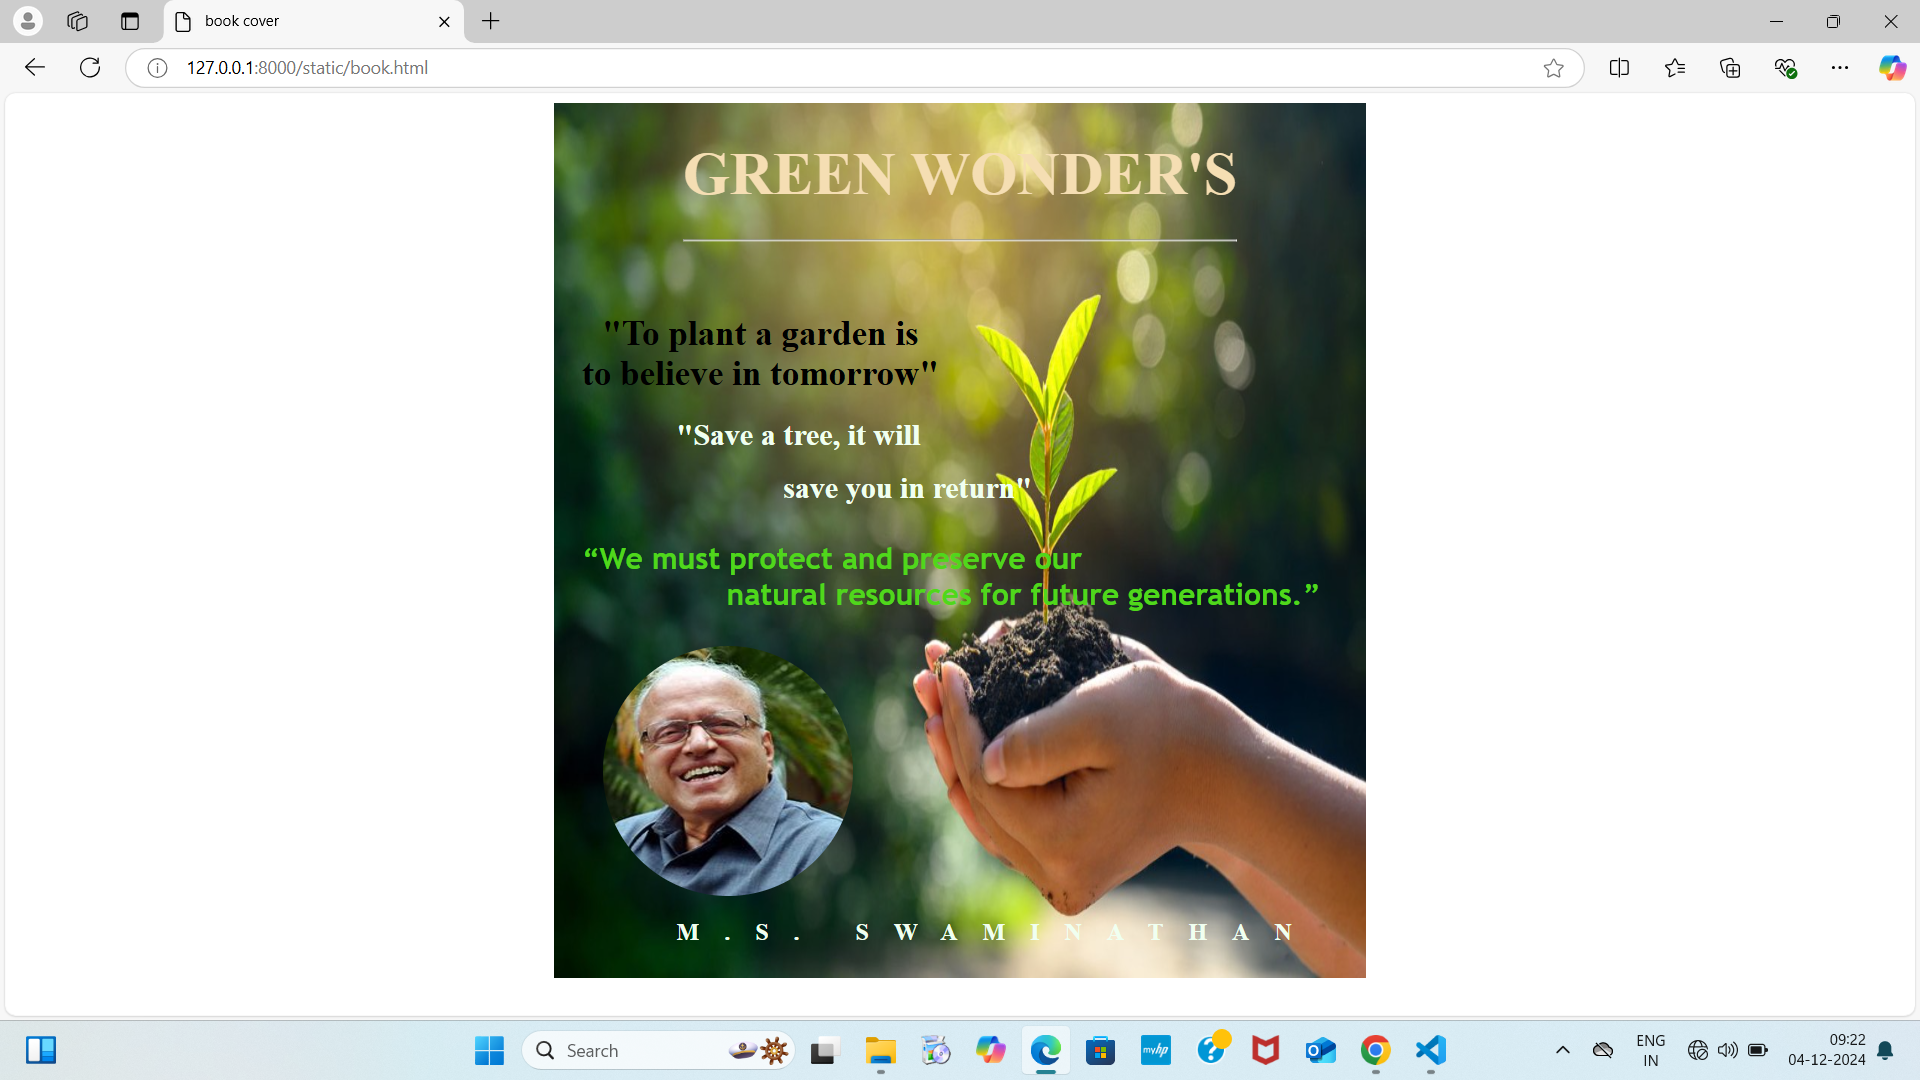 book cover
127.0.0.1:8000/static/book.html
GREEN WONDER'S
"To plant a garden is
to believe in tomorrow"
"Save a tree, it will
save you in return"
“We must protect and preserve our
natural resources for future generations.”
M.S. SWAMINATHAN
Search
myhp
ENG
IN
09:22
04-12-2024